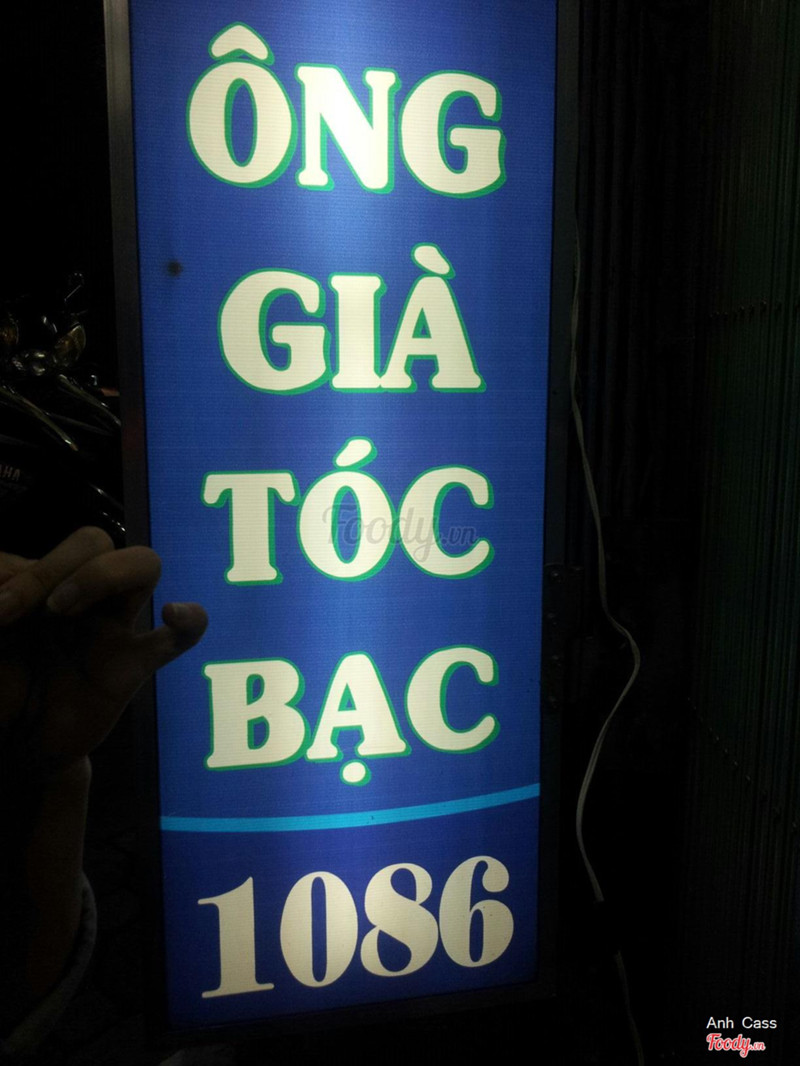 ÔNG
GIÀ
TÓC
Foody.vn
BẠC
1086
Anh Cass
Foody.vn